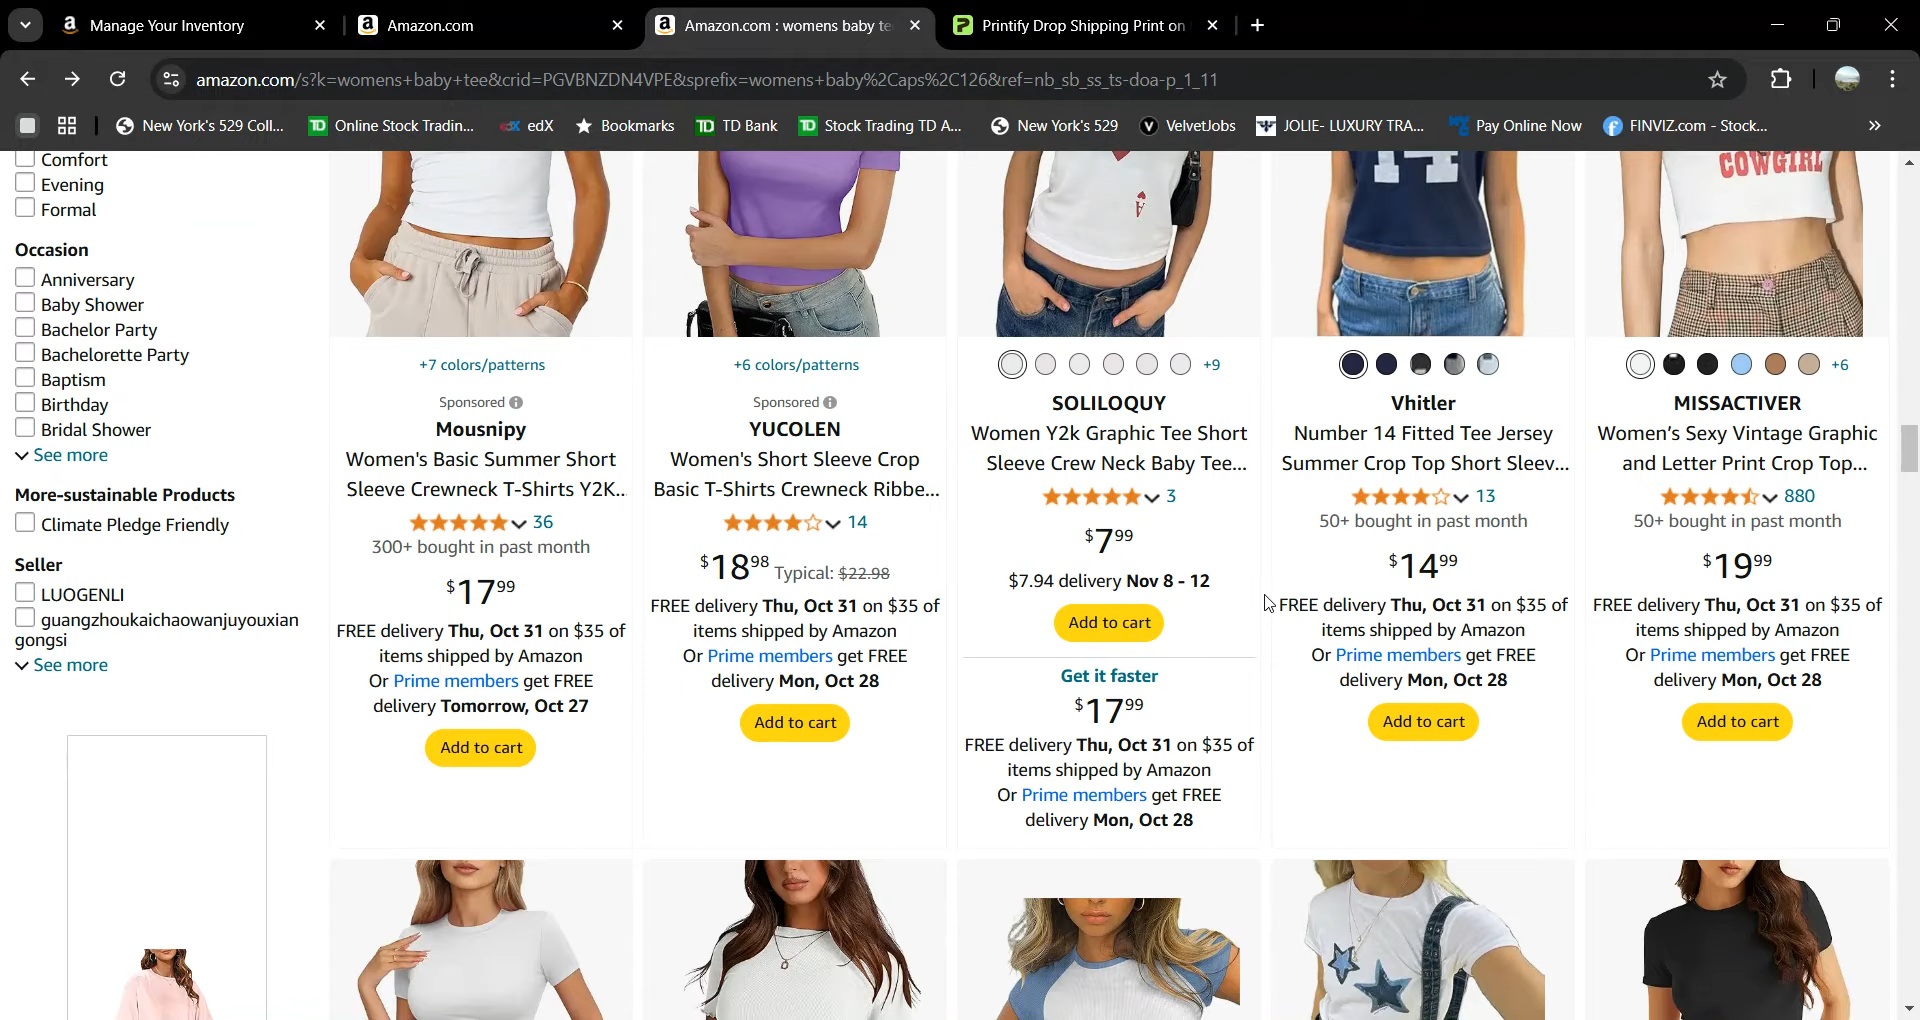 Manage Your Inventory
Amazon.com
Amazon.com : womens baby te
Printify Drop Shipping Print on
amazon.com/s?k=womens+baby+tee&crid=PGVBNZDN4VPE&sprefix=womens+baby%2Caps%2C126&ref=nb_sb_ss_ts-doa-p_1_11
New York's 529 Coll...
TD Online Stock Tradin...
edX edX
Bookmarks
TD TD Bank
TD Stock Trading TD A...
New York's 529
V VelvetJobs
JOLIE- LUXURY TRA...
Pay Online Now
FINVIZ.com - Stock...
Comfort
Evening
Formal
Occasion
Anniversary
Baby Shower
Bachelor Party
Bachelorette Party
Baptism
Birthday
Bridal Shower
See more
More-sustainable Products
Climate Pledge Friendly
Seller
LUOGENLI
guangzhoukaichaowanjuyouxian
gongsi
See more
+7 colors/patterns
Sponsored
Mousnipy
Women's Basic Summer Short
Sleeve Crewneck T-Shirts Y2K...
36
300+ bought in past month
$17.99
FREE delivery Thu, Oct 31 on $35 of
items shipped by Amazon
Or Prime members get FREE
delivery Tomorrow, Oct 27
Add to cart
+6 colors/patterns
Sponsored
YUCOLEN
Women's Short Sleeve Crop
Basic T-Shirts Crewneck Ribbe...
14
$18.98 Typical: $22.98
FREE delivery Thu, Oct 31 on $35 of
items shipped by Amazon
Or Prime members get FREE
delivery Mon, Oct 28
Add to cart
A
+9
SOLILOQUY
Women Y2k Graphic Tee Short
Sleeve Crew Neck Baby Tee...
3
$7.99
$7.94 delivery Nov 8 - 12
Add to cart
Get it faster
$17.99
FREE delivery Thu, Oct 31 on $35 of
items shipped by Amazon
Or Prime members get FREE
delivery Mon, Oct 28
14
Vhitler
Number 14 Fitted Tee Jersey
Summer Crop Top Short Sleev...
13
50+ bought in past month
$14.99
FREE delivery Thu, Oct 31 on $35 of
items shipped by Amazon
Or Prime members get FREE
delivery Mon, Oct 28
Add to cart
COWGIRL
+6
MISSACTIVER
Women's Sexy Vintage Graphic
and Letter Print Crop Top...
880
50+ bought in past month
$19.99
FREE delivery Thu, Oct 31 on $35 of
items shipped by Amazon
Or Prime members get FREE
delivery Mon, Oct 28
Add to cart